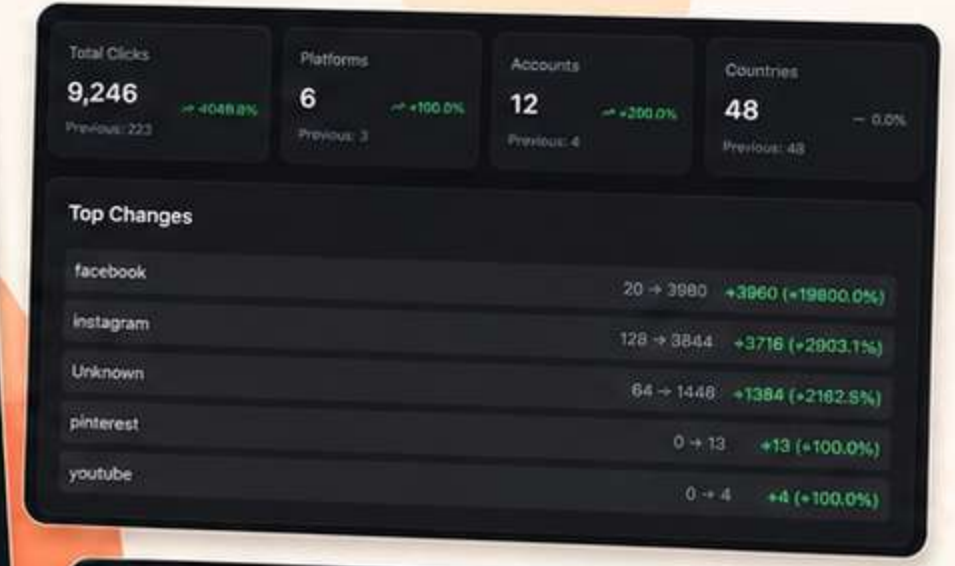 Total Clicks
9,246
+4046.8%
Previous: 223
Platforms
6
+100.0%
Previous: 3
Accounts
12
+200.0%
Previous: 4
Countries
48
— 0.0%
Previous: 48
Top Changes
facebook
20 → 3980 +3960 (+19800.0%)
instagram
128 → 3844 +3716 (+2903.1%)
Unknown
64 → 1448 +1384 (+2162.5%)
pinterest
0 → 13 +13 (+100.0%)
youtube
0 → 4 +4 (+100.0%)